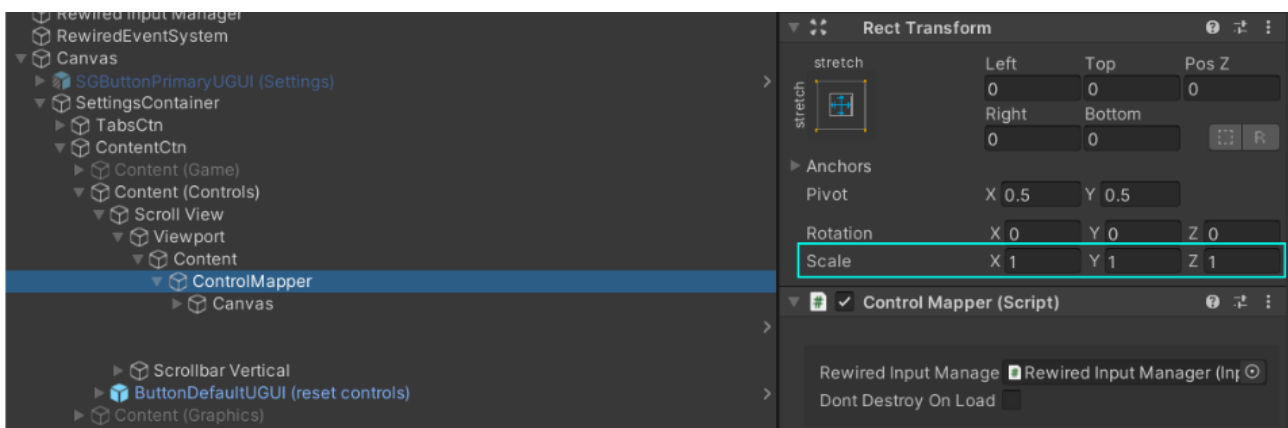 Rewired Input Manager
RewiredEventSystem
Canvas
SGButtonPrimaryUGUI (Settings)
SettingsContainer
TabsCtn
ContentCtn
Content (Game)
Content (Controls)
Scroll View
Viewport
Content
ControlMapper
Canvas
Scrollbar Vertical
ButtonDefaultUGUI (reset controls)
Content (Graphics)
Rect Transform
stretch
stretch
Left Top Pos Z
0 0 0
Right Bottom
0 0
R
Anchors
Pivot X 0.5 Y 0.5
Rotation X 0 Y 0 Z 0
Scale X 1 Y 1 Z 1
# Control Mapper (Script)
Rewired Input Manage # Rewired Input Manager (Inp
Dont Destroy On Load